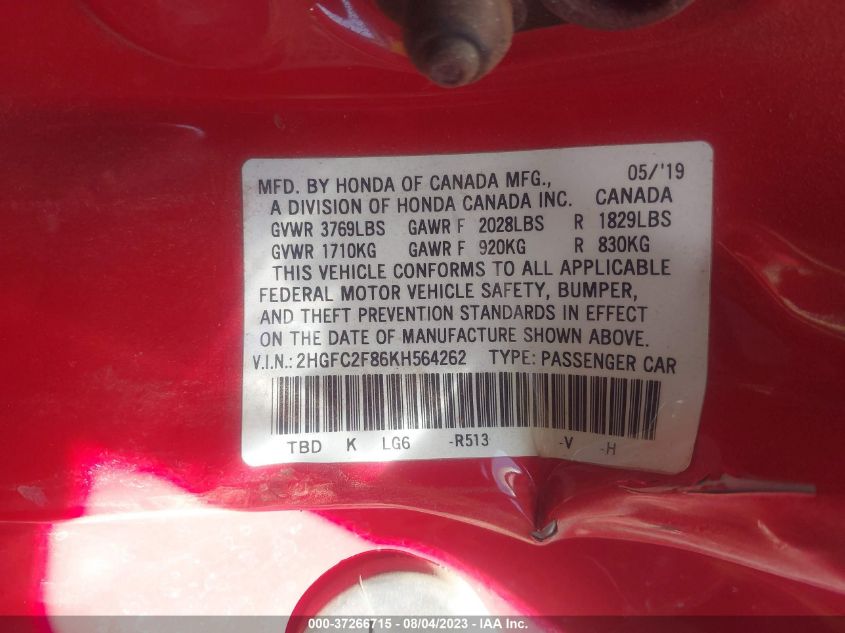 MFD. BY HONDA OF CANADA MFG., 05/'19
A DIVISION OF HONDA CANADA INC. CANADA
GVWR 3769LBS GAWR F 2028LBS R 1829LBS
GVWR 1710KG GAWR F 920KG R 830KG
THIS VEHICLE CONFORMS TO ALL APPLICABLE
FEDERAL MOTOR VEHICLE SAFETY, BUMPER,
AND THEFT PREVENTION STANDARDS IN EFFECT
ON THE DATE OF MANUFACTURE SHOWN ABOVE.
V.I.N.: 2HGFC2F86KH564262 TYPE: PASSENGER CAR
TBD K LG6 -R513 -V -H
000-37266715 - 08/04/2023 - IAA Inc.